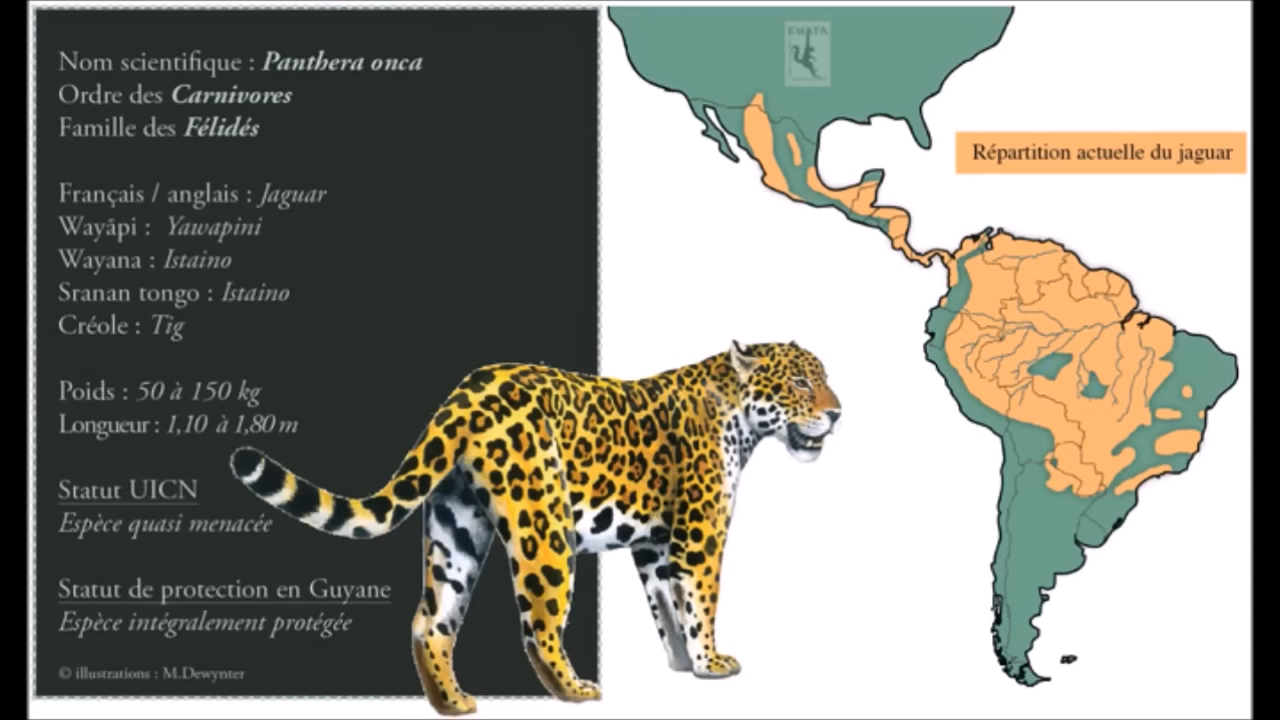 Nom scientifique : Panthera onca
Ordre des Carnivores
Famille des Félidés
Français / anglais : Jaguar
Wayãpi : Yawapini
Wayana : Istaino
Sranan tongo : Istaino
Créole : Tig
Poids : 50 à 150 kg
Longueur : 1,10 à 1,80 m
Statut UICN
Espèce quasi menacée
Statut de protection en Guyane
Espèce intégralement protégée
© illustrations : M.Dewynter
KWATA
Répartition actuelle du jaguar